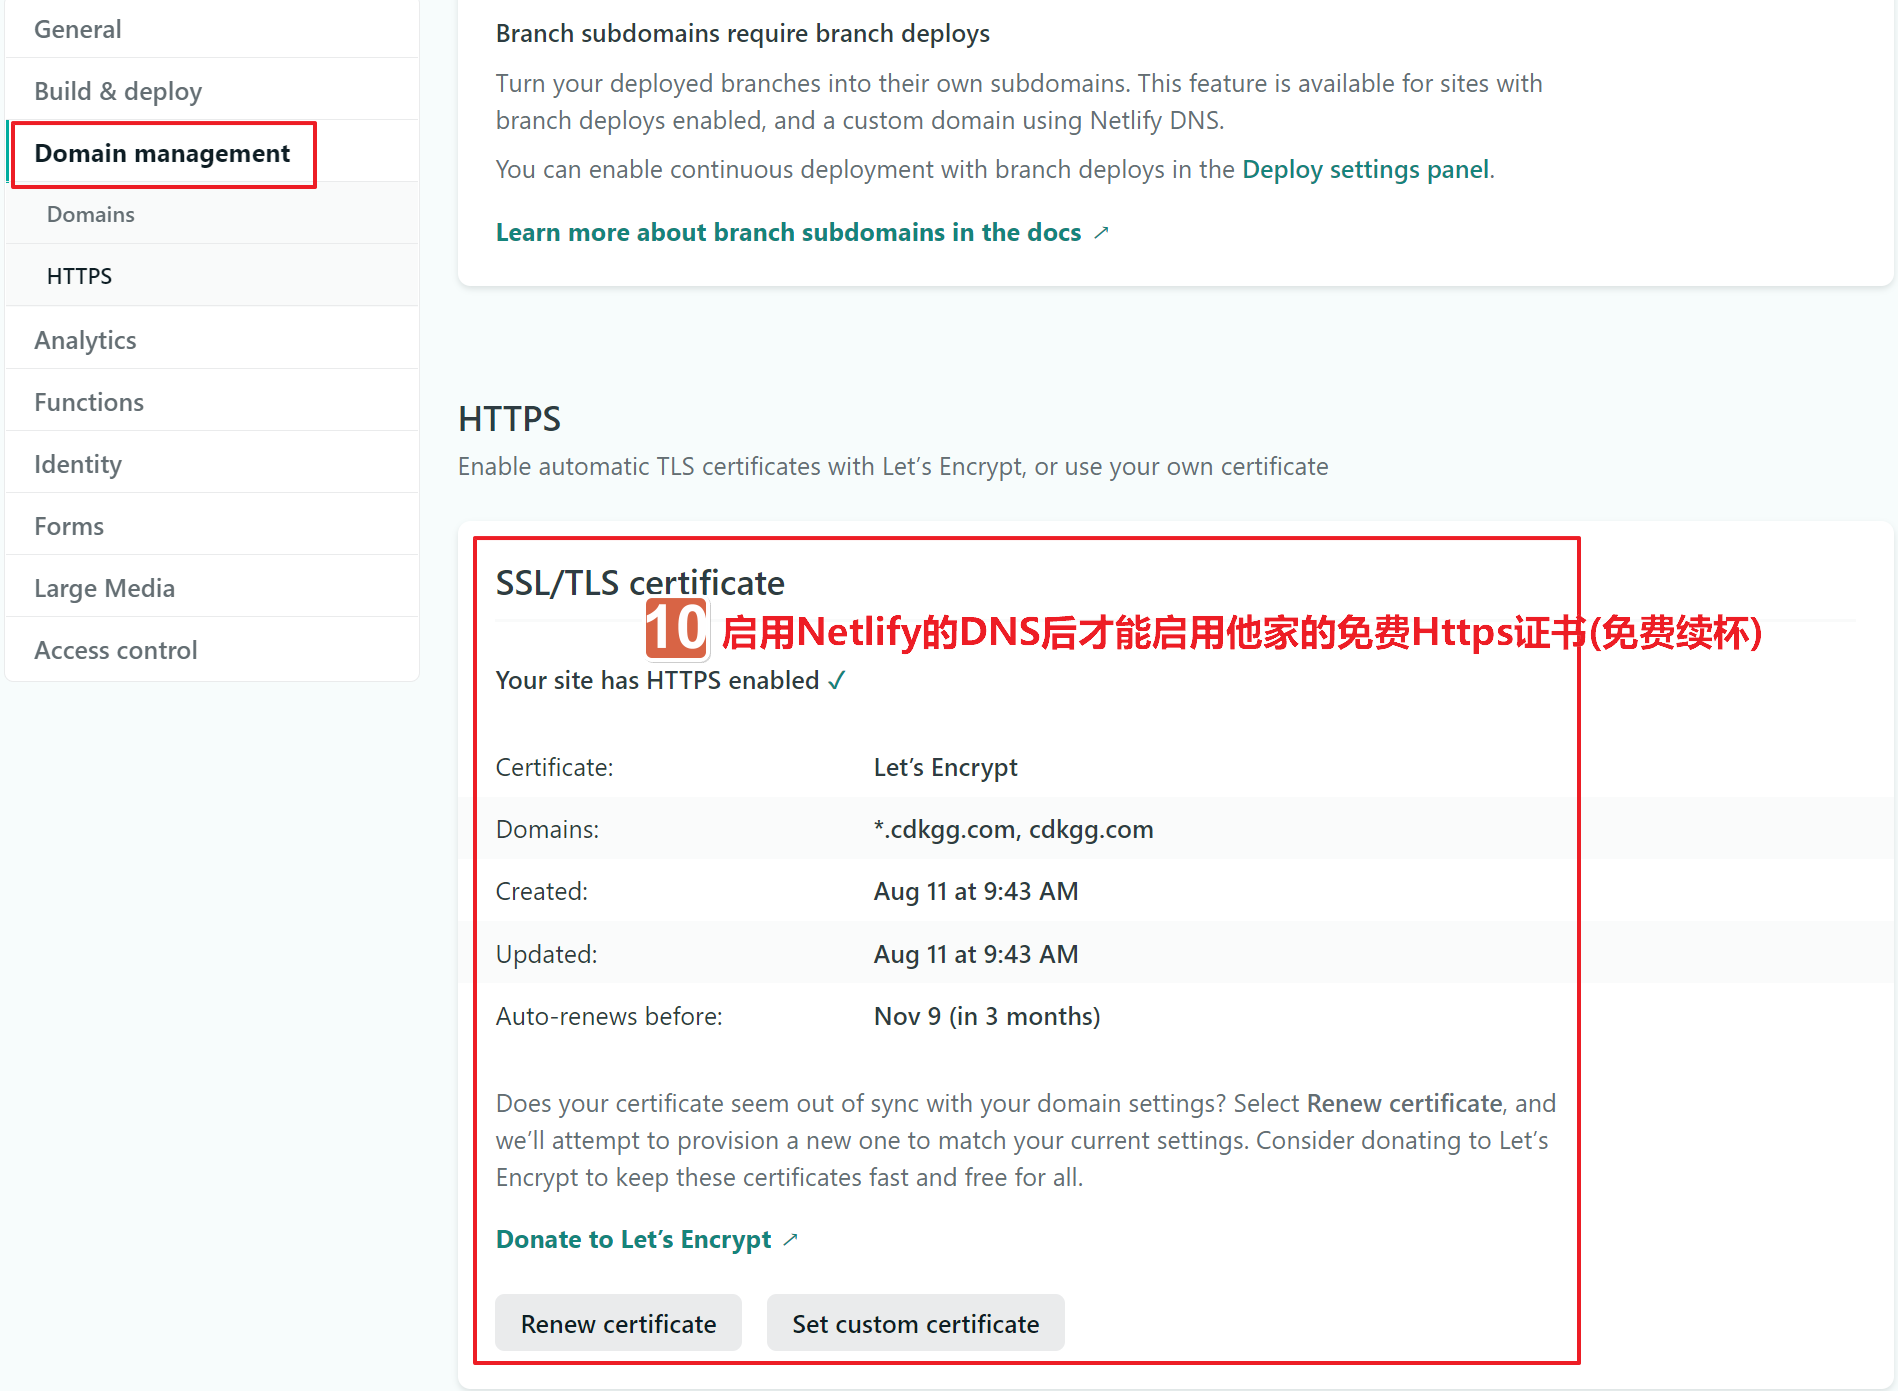 General
Build & deploy
Domain management
Domains
HTTPS
Analytics
Functions
Identity
Forms
Large Media
Access control
Branch subdomains require branch deploys
Turn your deployed branches into their own subdomains. This feature is available for sites with
branch deploys enabled, and a custom domain using Netlify DNS.
You can enable continuous deployment with branch deploys in the Deploy settings panel.
Learn more about branch subdomains in the docs ↗
HTTPS
Enable automatic TLS certificates with Let’s Encrypt, or use your own certificate
SSL/TLS certificate
10 启用Netlify的DNS后才能启用他家的免费Https证书(免费续杯)
Your site has HTTPS enabled ✓
Certificate: Let’s Encrypt
Domains: *.cdkgg.com, cdkgg.com
Created: Aug 11 at 9:43 AM
Updated: Aug 11 at 9:43 AM
Auto-renews before: Nov 9 (in 3 months)
Does your certificate seem out of sync with your domain settings? Select Renew certificate, and
we’ll attempt to provision a new one to match your current settings. Consider donating to Let’s
Encrypt to keep these certificates fast and free for all.
Donate to Let’s Encrypt ↗
Renew certificate Set custom certificate